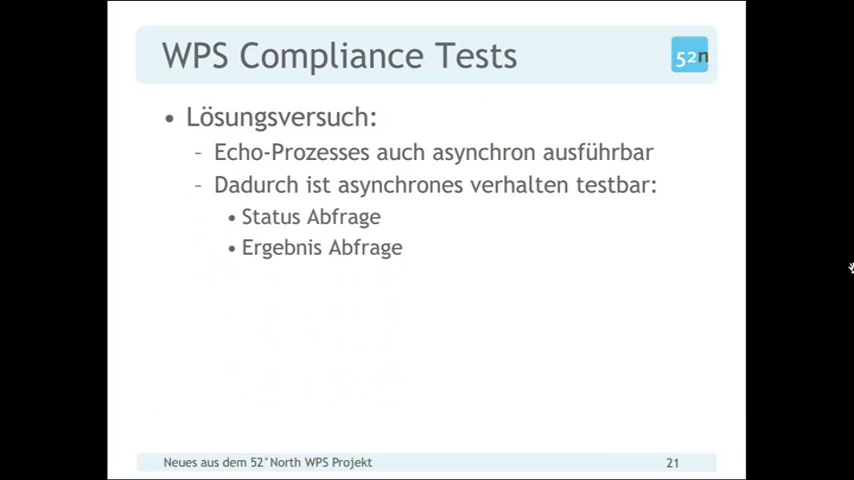 WPS Compliance Tests
52n
• Lösungsversuch:
– Echo-Prozesses auch asynchron ausführbar
– Dadurch ist asynchrones verhalten testbar:
• Status Abfrage
• Ergebnis Abfrage
Neues aus dem 52°North WPS Projekt
21